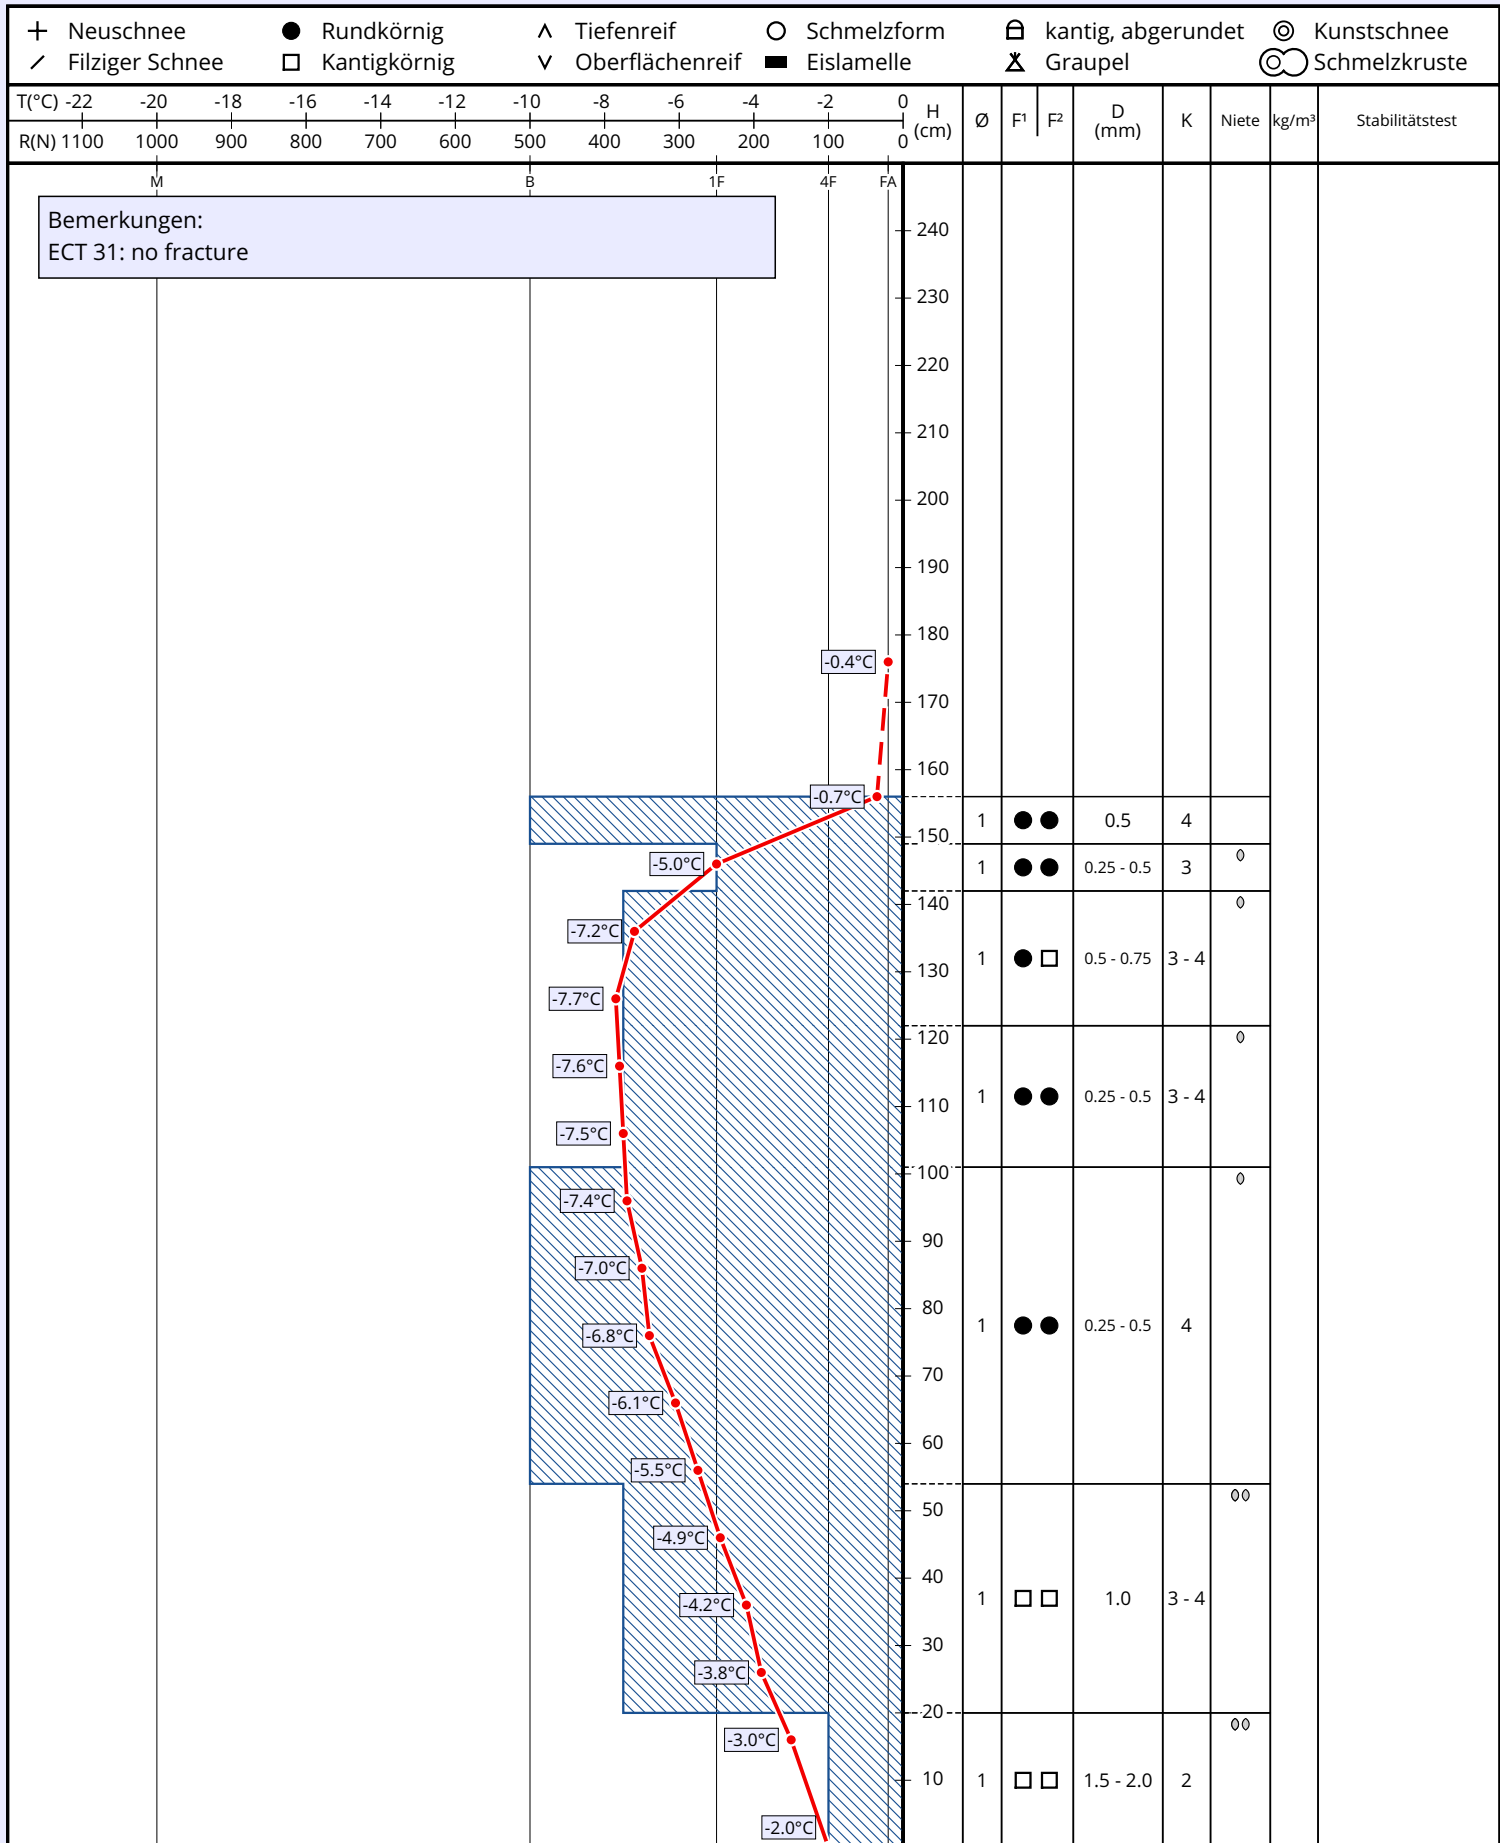 Neuschnee Rundkörnig Tiefenreif Schmelzform kantig, abgerundet Kunstschnee
Filziger Schnee Kantigkörnig Oberflächenreif Eislamelle Graupel Schmelzkruste
T(°C) -22 -20 -18 -16 -14 -12 -10 -8 -6 -4 -2 0
R(N) 1100 1000 900 800 700 600 500 400 300 200 100 0
H (cm) Ø F¹ F² D (mm) K Niete kg/m³ Stabilitätstest
M B 1F 4F FA
Bemerkungen:
ECT 31: no fracture
240
230
220
210
200
190
180
-0.4°C
170
160
-0.7°C
1 0.5 4
150
-5.0°C 1 0.25 - 0.5 3
140
-7.2°C
1 0.5 - 0.75 3 - 4
130
-7.7°C
120
-7.6°C
1 0.25 - 0.5 3 - 4
110
-7.5°C
100
-7.4°C
90
-7.0°C
80
1 0.25 - 0.5 4
-6.8°C
70
-6.1°C
60
-5.5°C
50
-4.9°C
40
1 1.0 3 - 4
-4.2°C
30
-3.8°C
20
-3.0°C
10 1 1.5 - 2.0 2
-2.0°C